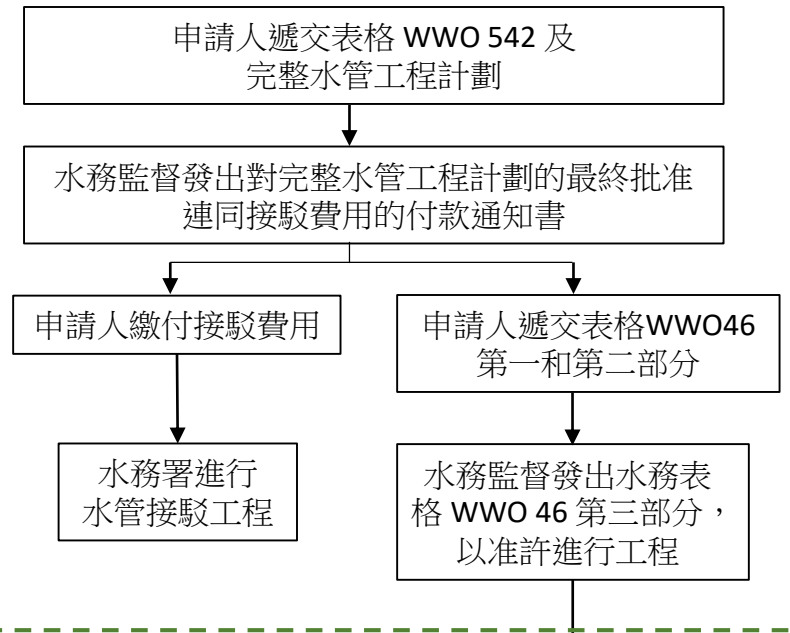 申請人遞交表格 WWO 542 及
完整水管工程計劃
水務監督發出對完整水管工程計劃的最終批准
連同接駁費用的付款通知書
申請人繳付接駁費用
申請人遞交表格WWO46
第一和第二部分
水務署進行
水管接駁工程
水務監督發出水務表
格 WWO 46 第三部分，
以准許進行工程